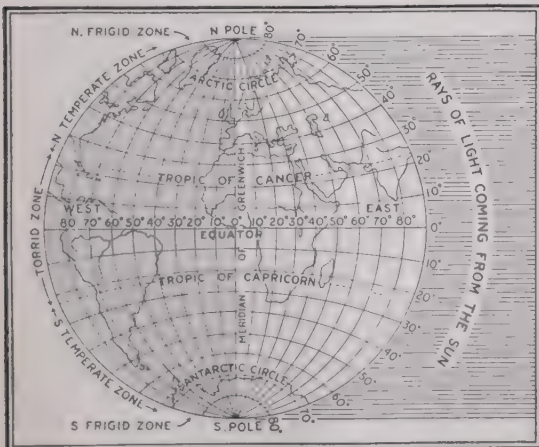 N. FRIGID ZONE
N POLE
80°
70°
60°
50°
40°
30°
20°
10°
0°
10°
20°
30°
40°
50°
60°
70°
80°
N TEMPERATE ZONE
ARCTIC CIRCLE
TROPIC OF CANCER
TORRID ZONE
WEST
EAST
80 70° 60° 50° 40° 30° 20° 10° 0° 10° 20° 30° 40° 50° 60° 70° 80°
EQUATOR
MERIDIAN OF GREENWICH
TROPIC OF CAPRICORN
S TEMPERATE ZONE
ANTARCTIC CIRCLE
S FRIGID ZONE
S. POLE
RAYS OF LIGHT COMING FROM THE SUN